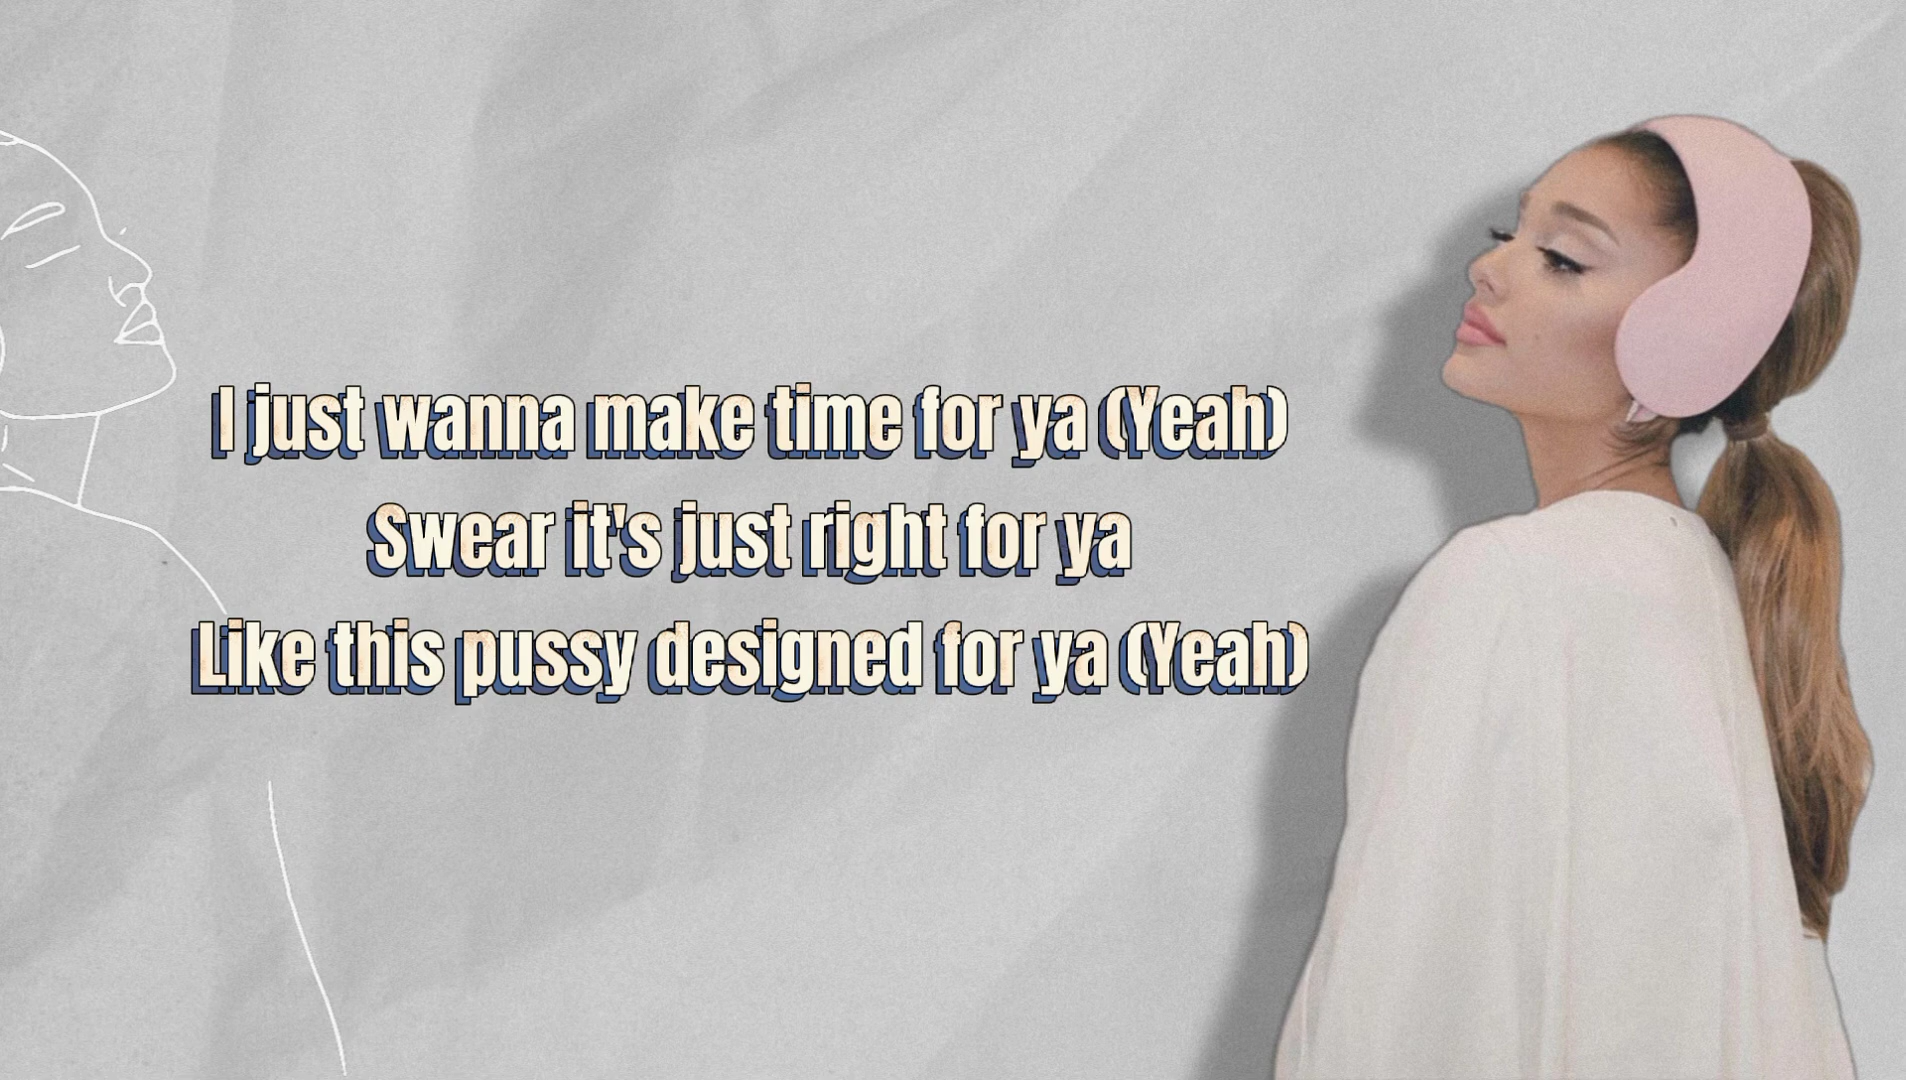 I just wanna make time for ya (Yeah)
Swear it's just right for ya
Like this pussy designed for ya (Yeah)